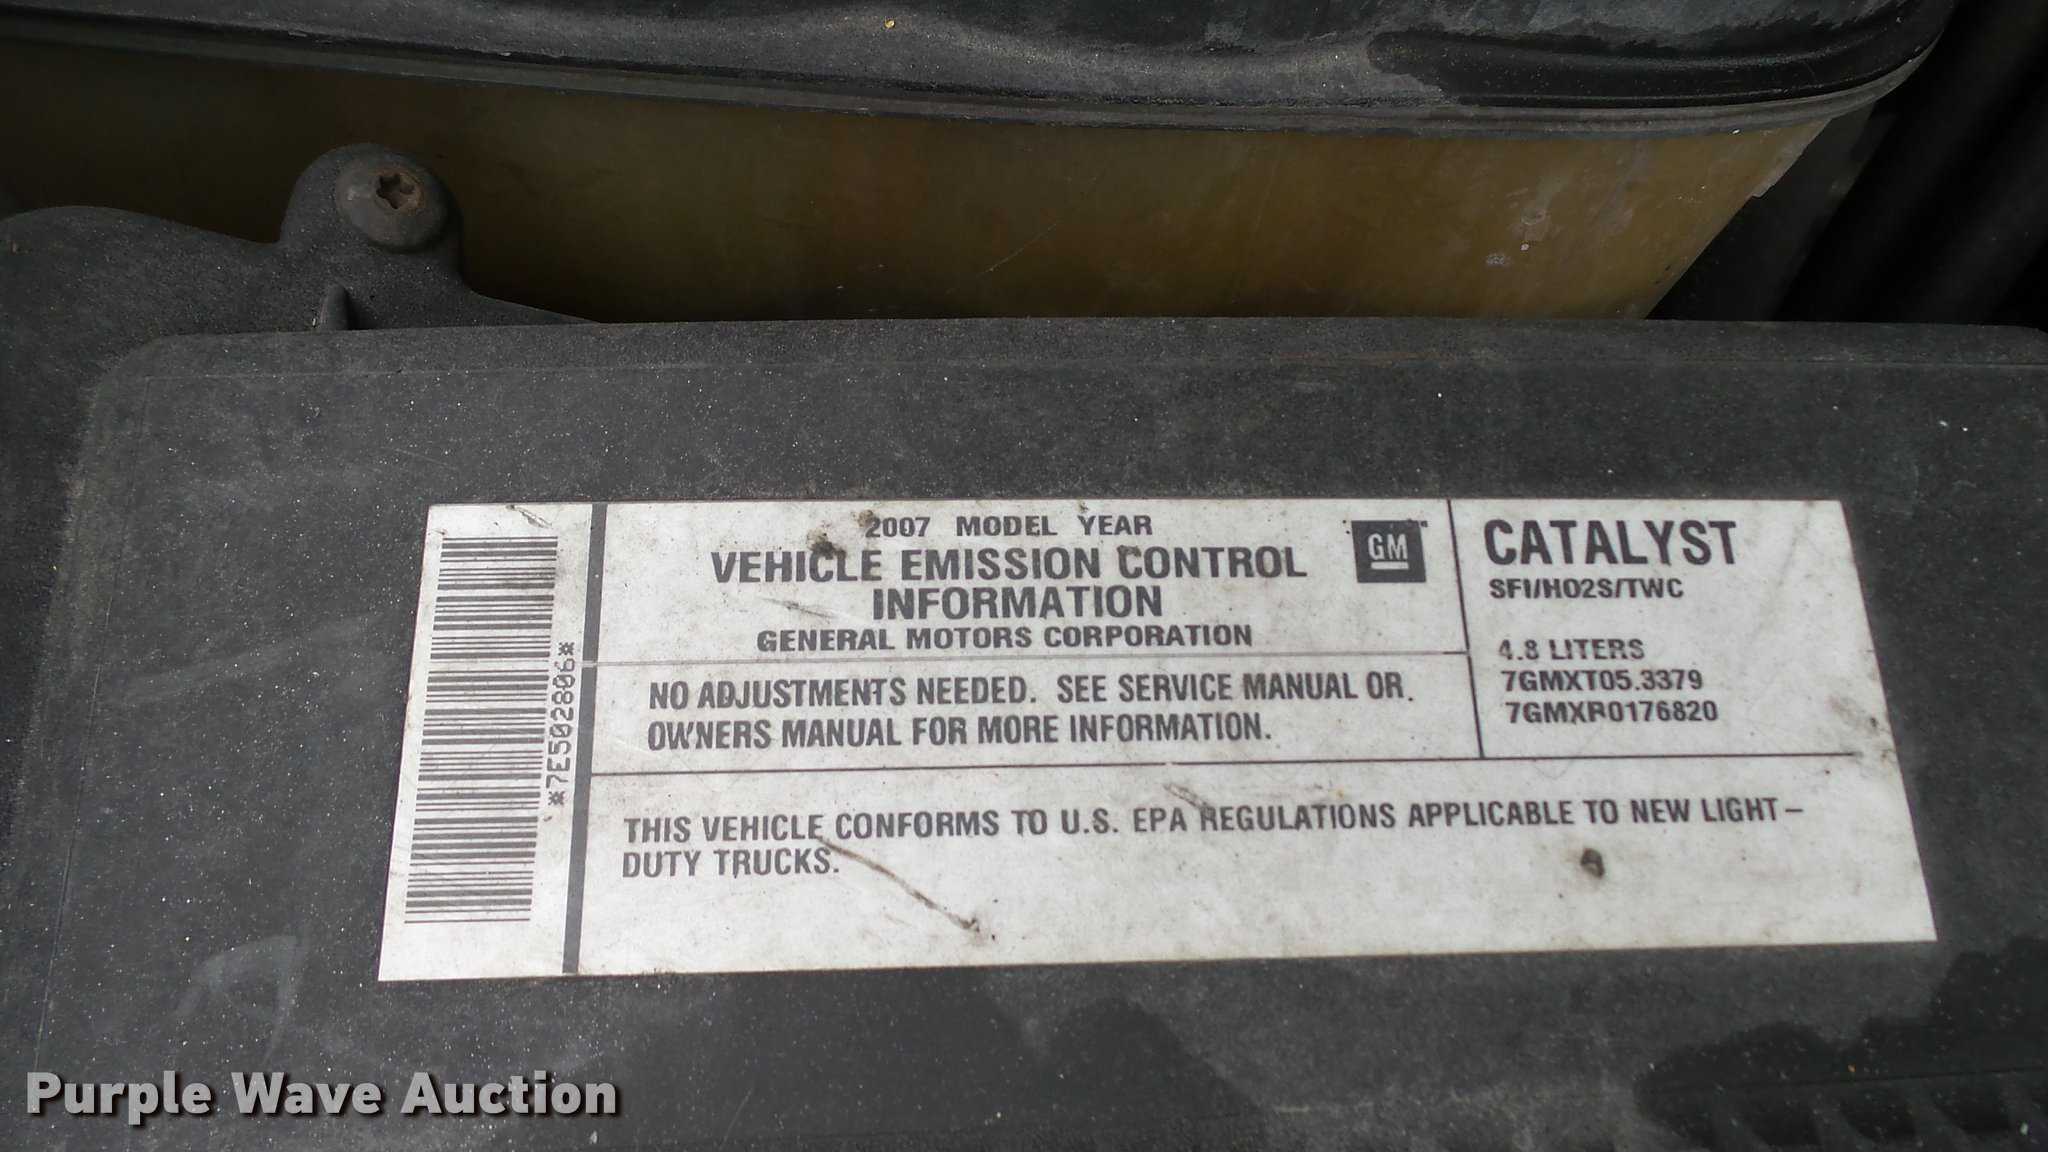 2007 MODEL YEAR
VEHICLE EMISSION CONTROL
INFORMATION
GENERAL MOTORS CORPORATION
GM
NO ADJUSTMENTS NEEDED. SEE SERVICE MANUAL OR
OWNERS MANUAL FOR MORE INFORMATION.
CATALYST
SFI/HO2S/TWC
4.8 LITERS
7GMXT05.3379
7GMXR0176820
THIS VEHICLE CONFORMS TO U.S. EPA REGULATIONS APPLICABLE TO NEW LIGHT-
DUTY TRUCKS.
*7E502806*
Purple Wave Auction